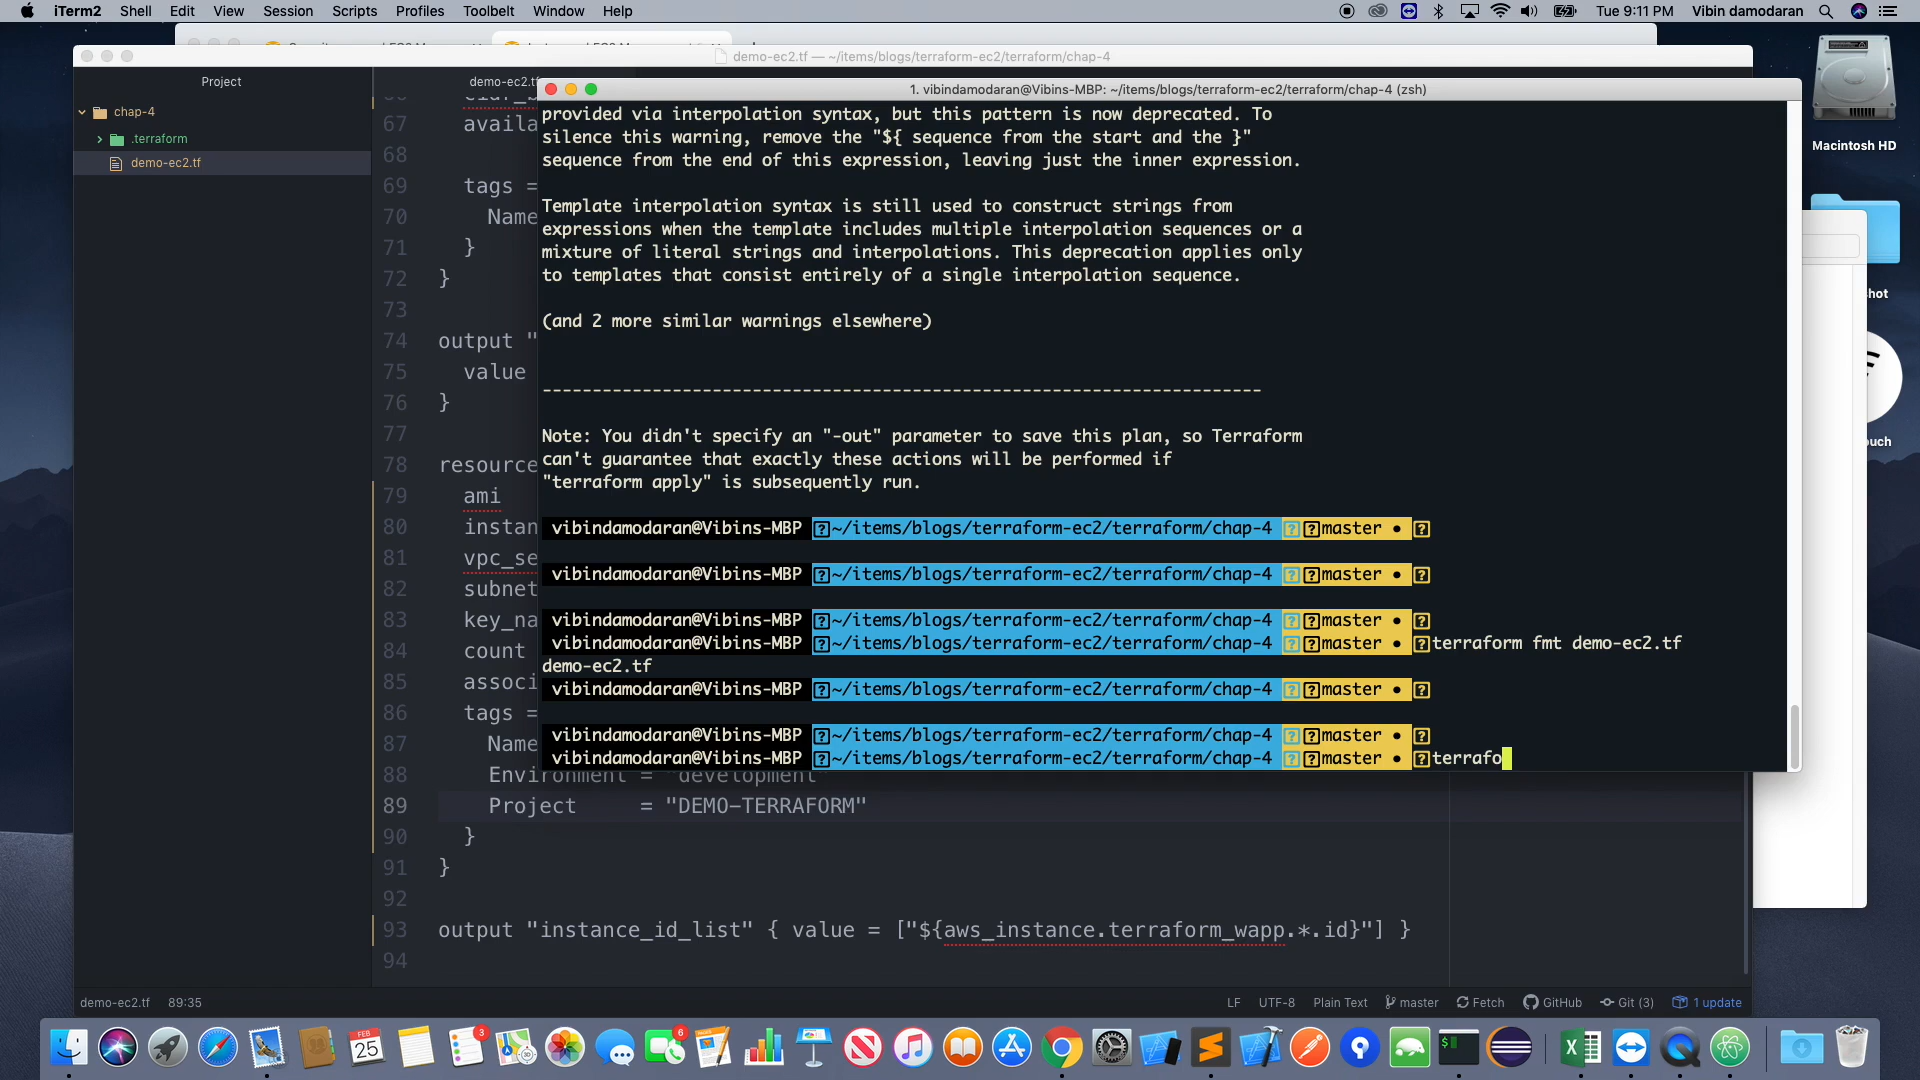 iTerm2 Shell Edit View Session Scripts Profiles Toolbelt Window Help Tue 9:11 PM Vibin damodaran
demo-ec2.tf — ~/items/blogs/terraform-ec2/terraform/chap-4
Project
demo-ec2.tf
chap-4
.terraform
demo-ec2.tf
1. vibindamodaran@Vibins-MBP: ~/items/blogs/terraform-ec2/terraform/chap-4 (zsh)
provided via interpolation syntax, but this pattern is now deprecated. To
silence this warning, remove the "${ sequence from the start and the }"
sequence from the end of this expression, leaving just the inner expression.
Template interpolation syntax is still used to construct strings from
expressions when the template includes multiple interpolation sequences or a
mixture of literal strings and interpolations. This deprecation applies only
to templates that consist entirely of a single interpolation sequence.
(and 2 more similar warnings elsewhere)
------------------------------------------------------------------------
Note: You didn't specify an "-out" parameter to save this plan, so Terraform
can't guarantee that exactly these actions will be performed if
"terraform apply" is subsequently run.
vibindamodaran@Vibins-MBP ~/items/blogs/terraform-ec2/terraform/chap-4 master •
vibindamodaran@Vibins-MBP ~/items/blogs/terraform-ec2/terraform/chap-4 master •
vibindamodaran@Vibins-MBP ~/items/blogs/terraform-ec2/terraform/chap-4 master •
vibindamodaran@Vibins-MBP ~/items/blogs/terraform-ec2/terraform/chap-4 master • terraform fmt demo-ec2.tf
demo-ec2.tf
vibindamodaran@Vibins-MBP ~/items/blogs/terraform-ec2/terraform/chap-4 master •
vibindamodaran@Vibins-MBP ~/items/blogs/terraform-ec2/terraform/chap-4 master •
vibindamodaran@Vibins-MBP ~/items/blogs/terraform-ec2/terraform/chap-4 master • terrafo
67 availa
68
69 tags =
70 Name
71 }
72 }
73
74 output "
75 value
76 }
77
78 resource
79 ami
80 instan
81 vpc_se
82 subnet
83 key_na
84 count
85 associ
86 tags =
87 Name
88 Environment = "development"
89 Project = "DEMO-TERRAFORM"
90 }
91 }
92
93 output "instance_id_list" { value = ["${aws_instance.terraform_wapp.*.id}"] }
94
demo-ec2.tf 89:35 LF UTF-8 Plain Text master Fetch GitHub Git (3) 1 update
Macintosh HD
hot
ouch
3
6
FEB
25